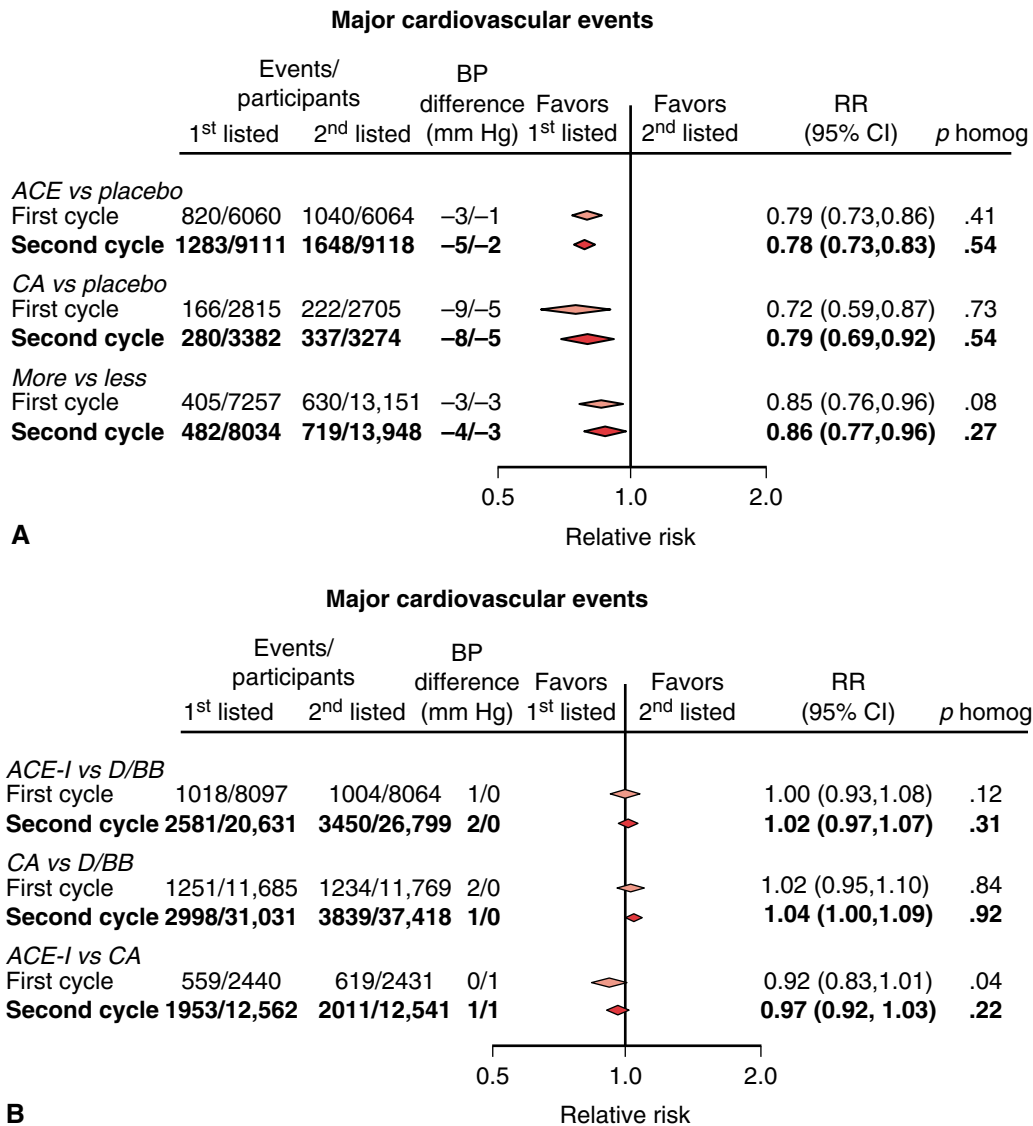 Major cardiovascular events
Events/ participants BP difference (mm Hg) Favors 1st listed Favors 2nd listed RR (95% CI) p homog
1st listed 2nd listed
ACE vs placebo
First cycle 820/6060 1040/6064 –3/–1 0.79 (0.73,0.86) .41
Second cycle 1283/9111 1648/9118 –5/–2 0.78 (0.73,0.83) .54
CA vs placebo
First cycle 166/2815 222/2705 –9/–5 0.72 (0.59,0.87) .73
Second cycle 280/3382 337/3274 –8/–5 0.79 (0.69,0.92) .54
More vs less
First cycle 405/7257 630/13,151 –3/–3 0.85 (0.76,0.96) .08
Second cycle 482/8034 719/13,948 –4/–3 0.86 (0.77,0.96) .27
0.5 1.0 2.0
Relative risk
A
Major cardiovascular events
Events/ participants BP difference (mm Hg) Favors 1st listed Favors 2nd listed RR (95% CI) p homog
1st listed 2nd listed
ACE-I vs D/BB
First cycle 1018/8097 1004/8064 1/0 1.00 (0.93,1.08) .12
Second cycle 2581/20,631 3450/26,799 2/0 1.02 (0.97,1.07) .31
CA vs D/BB
First cycle 1251/11,685 1234/11,769 2/0 1.02 (0.95,1.10) .84
Second cycle 2998/31,031 3839/37,418 1/0 1.04 (1.00,1.09) .92
ACE-I vs CA
First cycle 559/2440 619/2431 0/1 0.92 (0.83,1.01) .04
Second cycle 1953/12,562 2011/12,541 1/1 0.97 (0.92, 1.03) .22
0.5 1.0 2.0
Relative risk
B